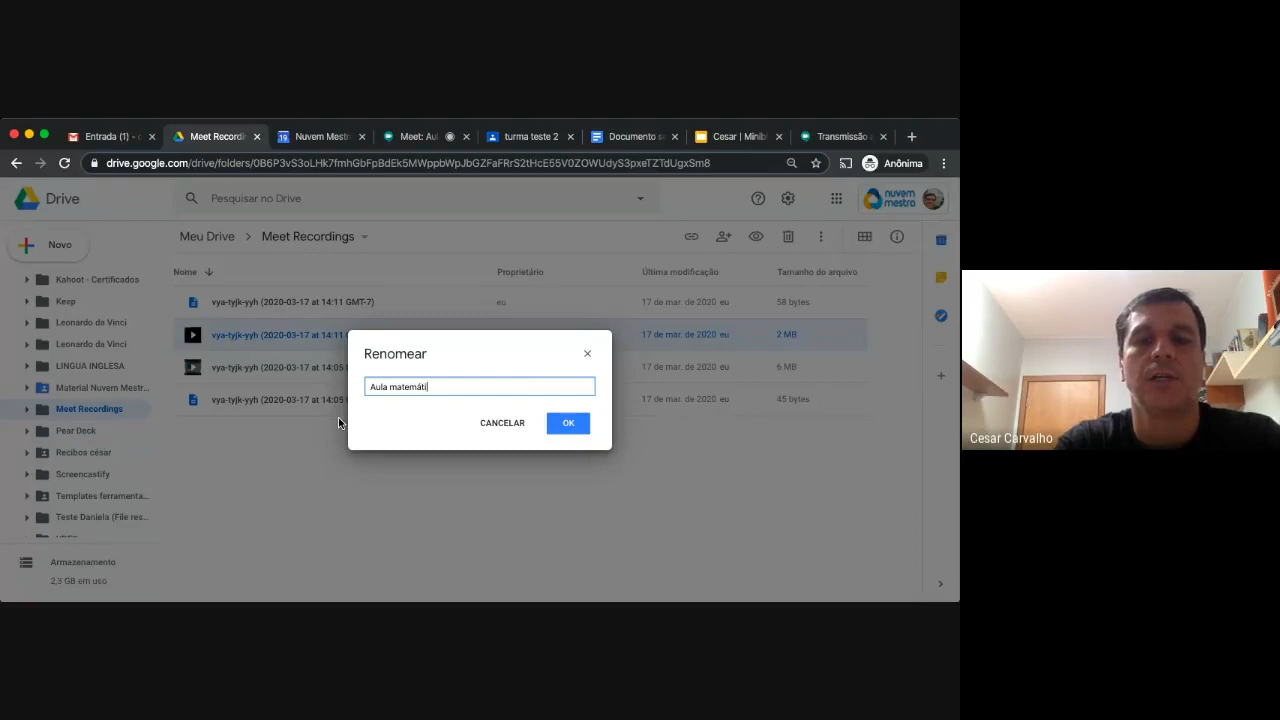 Entrada (1) - c
Meet Recordi
Nuvem Mestr
Meet: Au
turma teste 2
Documento s
Cesar | Minib
Transmissão a
drive.google.com/drive/folders/0B6P3vS3oLHk7fmhGbFpBdEk5MWppbWpJbGZFaFRrS2tHcE55V0ZOWUdyS3pxeTZTdUgxSm8
Anônima
Drive
Pesquisar no Drive
nuvem
mestra
Novo
Meu Drive
Meet Recordings
Nome
Proprietário
Última modificação
Tamanho do arquivo
vya-tyjk-yyh (2020-03-17 at 14:11 GMT-7)
eu
17 de mar. de 2020 eu
58 bytes
vya-tyjk-yyh (2020-03-17 at 14:11
17 de mar. de 2020 eu
2 MB
vya-tyjk-yyh (2020-03-17 at 14:05
17 de mar. de 2020 eu
6 MB
vya-tyjk-yyh (2020-03-17 at 14:05
17 de mar. de 2020 eu
45 bytes
Kahoot - Certificados
Keep
Leonardo da Vinci
Leonardo da Vinci
LINGUA INGLESA
Material Nuvem Mestr...
Meet Recordings
Pear Deck
Recibos césar
Screencastify
Templates ferramenta...
Teste Daniela (File res...
Armazenamento
2,3 GB em uso
Renomear
Aula matemáti
CANCELAR
OK
Cesar Carvalho